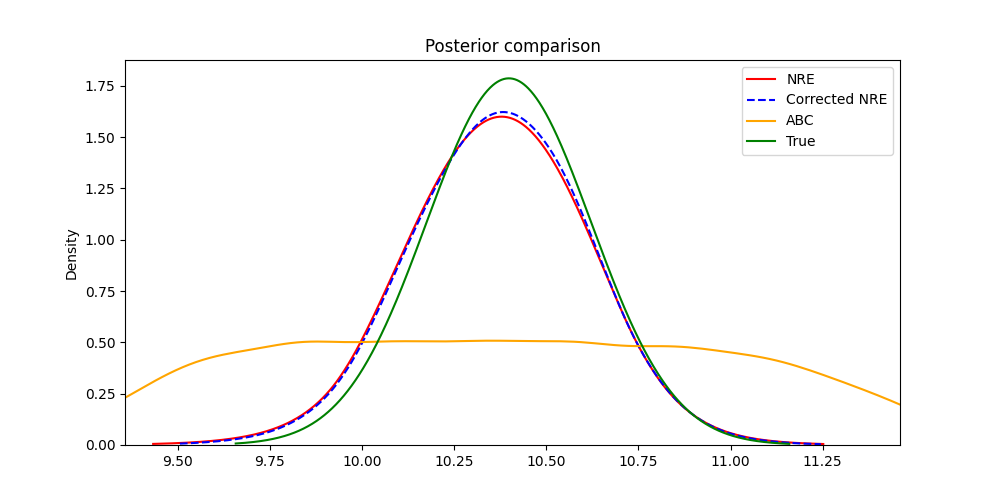 Posterior comparison
NRE
Corrected NRE
ABC
True
Density
1.75
1.50
1.25
1.00
0.75
0.50
0.25
0.00
9.50 9.75 10.00 10.25 10.50 10.75 11.00 11.25